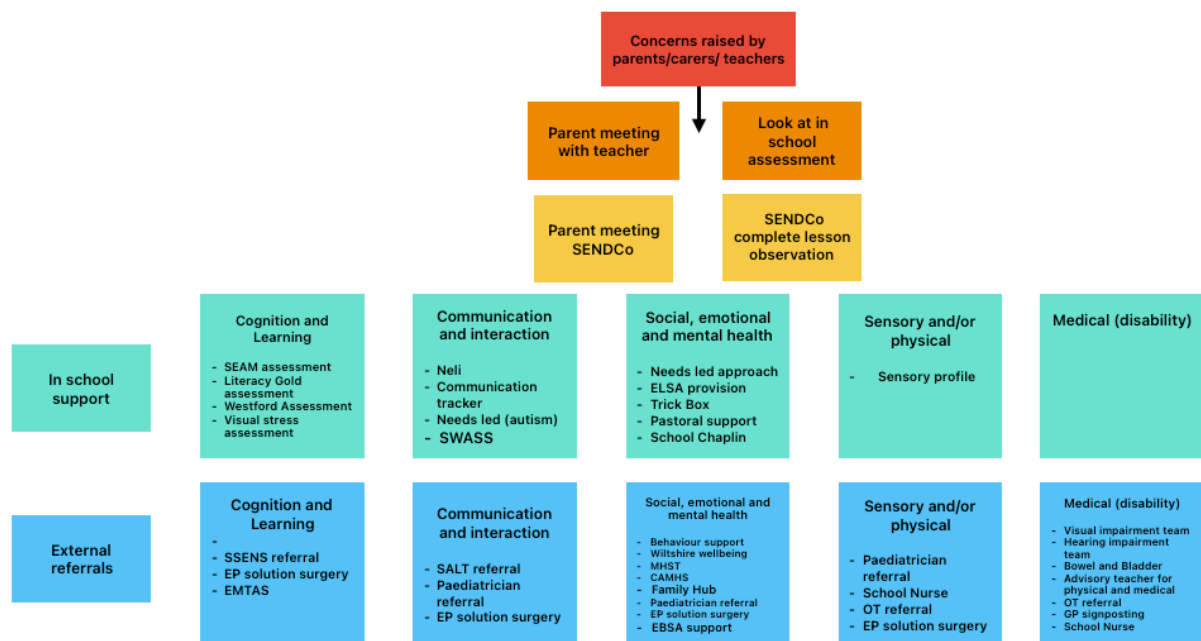 Concerns raised by
parents/carers/ teachers
Parent meeting
with teacher
Look at in
school
assessment
Parent meeting
SENDCo
SENDCo
complete lesson
observation
In school
support
Cognition and
Learning
- SEAM assessment
- Literacy Gold
assessment
- Westford Assessment
- Visual stress
assessment
Communication
and interaction
- Neli
- Communication
tracker
- Needs led (autism)
- SWASS
Social, emotional
and mental health
- Needs led approach
- ELSA provision
- Trick Box
- Pastoral support
- School Chaplin
Sensory and/or
physical
- Sensory profile
Medical (disability)
External
referrals
Cognition and
Learning
-
- SSENS referral
- EP solution surgery
- EMTAS
Communication
and interaction
- SALT referral
- Paediatrician
referral
- EP solution surgery
Social, emotional and
mental health
- Behaviour support
- Wiltshire wellbeing
- MHST
- CAMHS
- Family Hub
- Paediatrician referral
- EP solution surgery
- EBSA support
Sensory and/or
physical
- Paediatrician
referral
- School Nurse
- OT referral
- EP solution surgery
Medical (disability)
- Visual impairment team
- Hearing impairment
team
- Bowel and Bladder
- Advisory teacher for
physical and medical
- OT referral
- GP signposting
- School Nurse